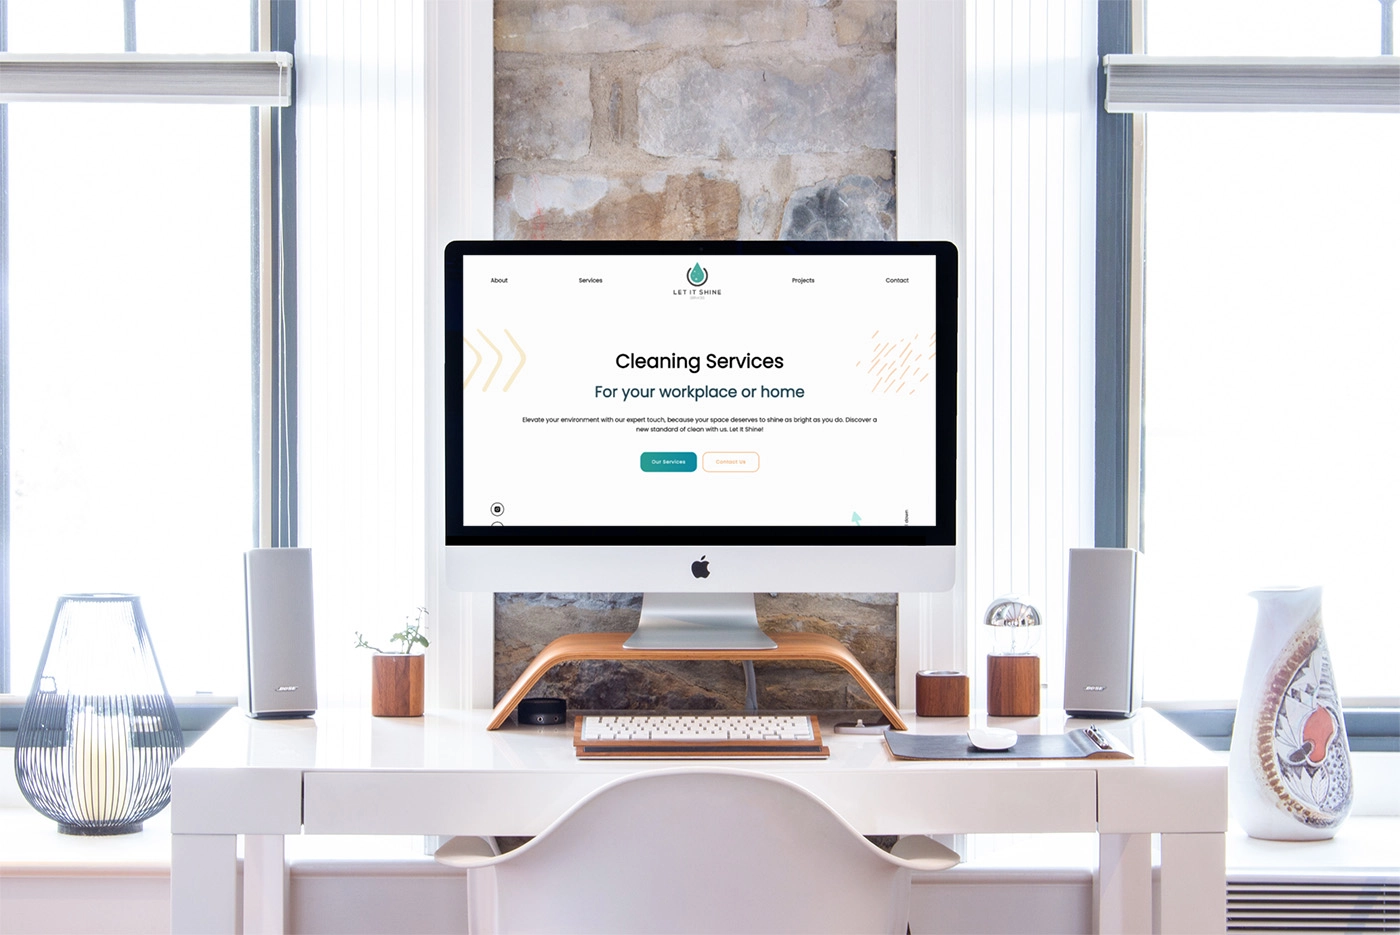 About
Services
LET IT SHINE
Projects
Contact
Cleaning Services
For your workplace or home
Elevate your environment with our expert touch, because your space deserves to shine as bright as you do. Discover a
new standard of clean with us. Let It Shine!
Our Services
Contact Us
BOSE
BOSE